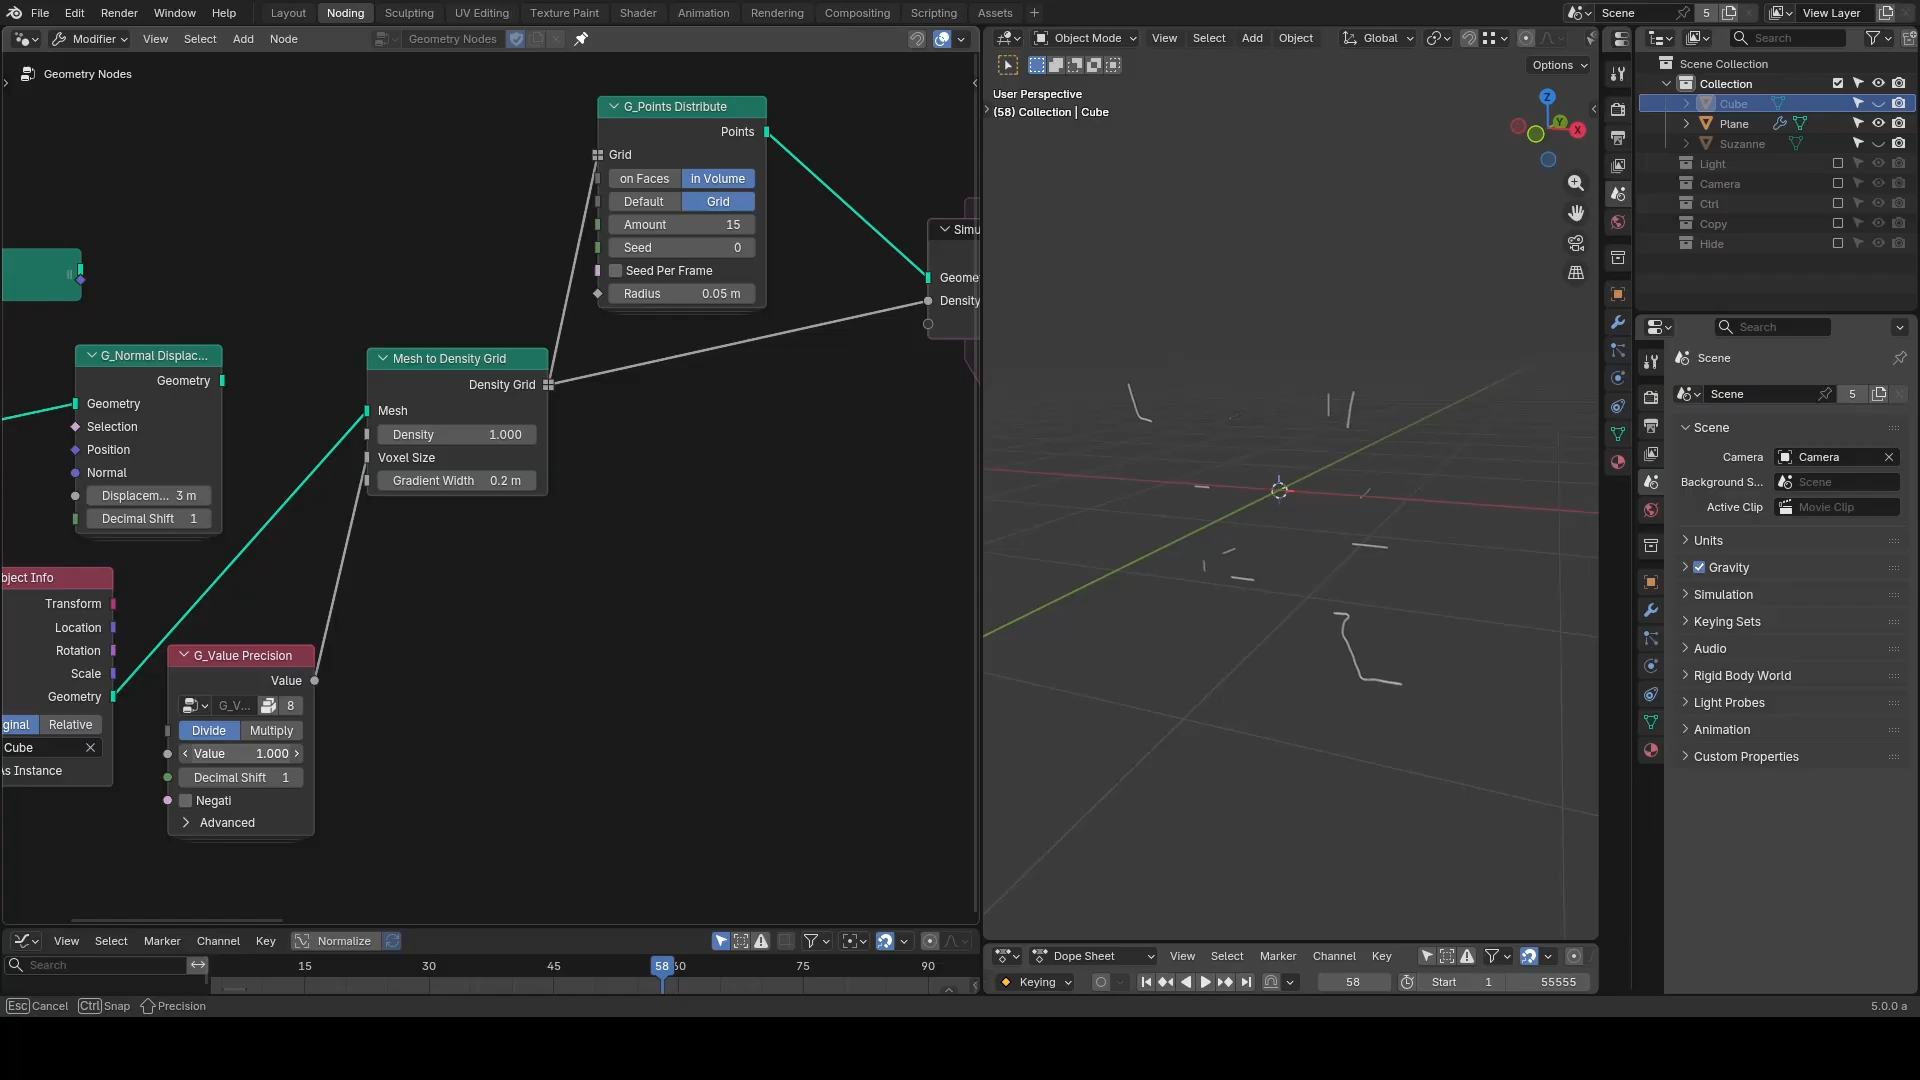 File Edit Render Window Help Layout Noding Sculpting UV Editing Texture Paint Shader Animation Rendering Compositing Scripting Assets Scene 5 View Layer
Modifier View Select Add Node Geometry Nodes
Object Mode View Select Add Object Global
Search
Geometry Nodes
Options
User Perspective
(58) Collection | Cube
Z
Y
X
Scene Collection
Collection
Cube
Plane
Suzanne
Light
Camera
Ctrl
Copy
Hide
G_Points Distribute
Points
Grid
on Faces in Volume
Default Grid
Amount 15
Seed 0
Seed Per Frame
Radius 0.05 m
Simu
Geome
Density
G_Normal Displac...
Geometry
Geometry
Selection
Position
Normal
Displacem... 3 m
Decimal Shift 1
Mesh to Density Grid
Density Grid
Mesh
Density 1.000
Voxel Size
Gradient Width 0.2 m
bject Info
Transform
Location
Rotation
Scale
Geometry
ginal Relative
Cube
As Instance
G_Value Precision
Value
G_V... 8
Divide Multiply
Value 1.000
Decimal Shift 1
Negati
Advanced
Search
Scene
Scene 5
Scene
Camera Camera
Background S... Scene
Active Clip Movie Clip
Units
Gravity
Simulation
Keying Sets
Audio
Rigid Body World
Light Probes
Animation
Custom Properties
View Select Marker Channel Key Normalize
Search 15 30 45 58 60 75 90
Dope Sheet View Select Marker Channel Key
Keying 58 Start 1 55555
Esc Cancel Ctrl Snap Precision
5.0.0 a